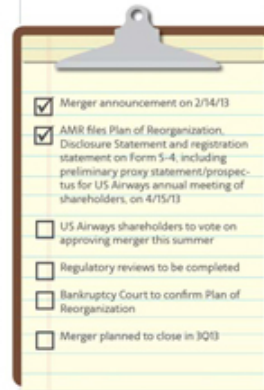 Merger announcement on 2/14/13
AMR files Plan of Reorganization,
Disclosure Statement and registration
statement on Form S-4, including
preliminary proxy statement/prospec-
tus for US Airways annual meeting of
shareholders, on 4/15/13
US Airways shareholders to vote on
approving merger this summer
Regulatory reviews to be completed
Bankruptcy Court to confirm Plan of
Reorganization
Merger planned to close in 3Q13